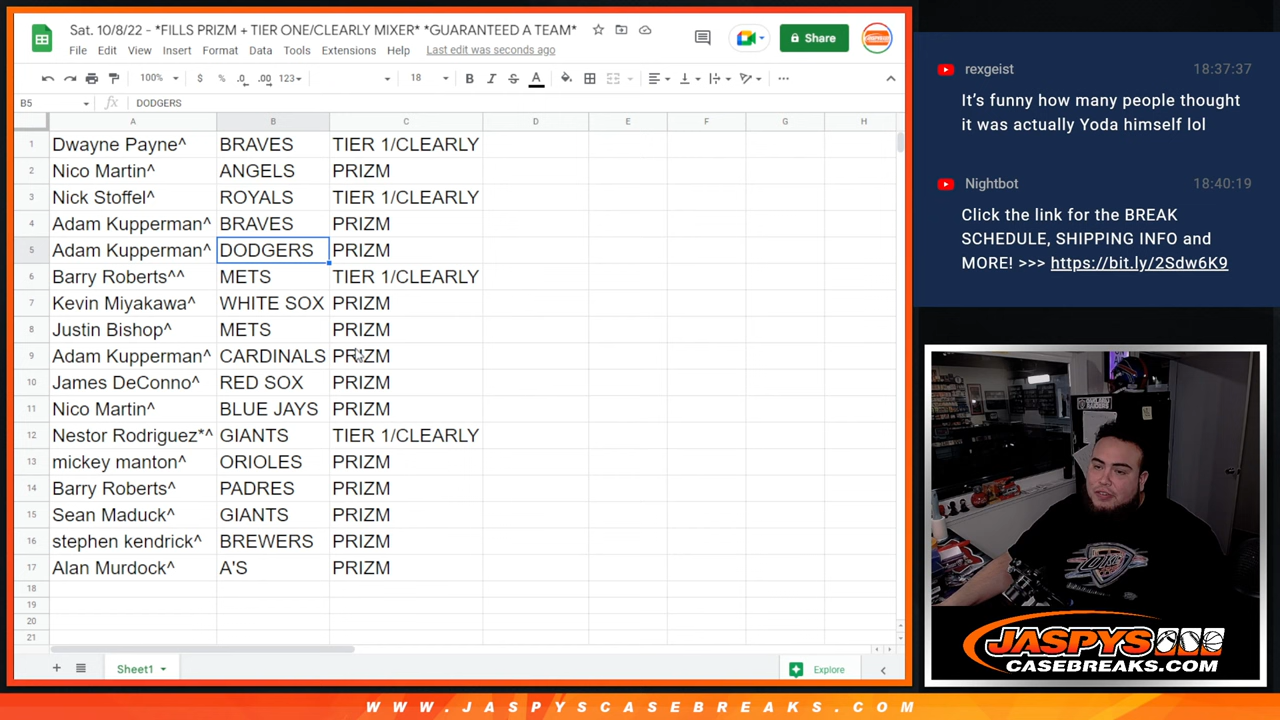 Sat. 10/8/22 - *FILLS PRIZM + TIER ONE/CLEARLY MIXER* *GUARANTEED A TEAM*
File Edit View Insert Format Data Tools Extensions Help Last edit was seconds ago
Share
100% $ % .0 .00 123 18 B I S A
B5 fx DODGERS
A B C D E F G H
1 Dwayne Payne^ BRAVES TIER 1/CLEARLY
2 Nico Martin^ ANGELS PRIZM
3 Nick Stoffel^ ROYALS TIER 1/CLEARLY
4 Adam Kupperman^ BRAVES PRIZM
5 Adam Kupperman^ DODGERS PRIZM
6 Barry Roberts^^ METS TIER 1/CLEARLY
7 Kevin Miyakawa^ WHITE SOX PRIZM
8 Justin Bishop^ METS PRIZM
9 Adam Kupperman^ CARDINALS PRIZM
10 James DeConno^ RED SOX PRIZM
11 Nico Martin^ BLUE JAYS PRIZM
12 Nestor Rodriguez*^ GIANTS TIER 1/CLEARLY
13 mickey manton^ ORIOLES PRIZM
14 Barry Roberts^ PADRES PRIZM
15 Sean Maduck^ GIANTS PRIZM
16 stephen kendrick^ BREWERS PRIZM
17 Alan Murdock^ A'S PRIZM
18
19
20
21
Sheet1
Explore
rexgeist 18:37:37
It's funny how many people thought
it was actually Yoda himself lol
Nightbot 18:40:19
Click the link for the BREAK
SCHEDULE, SHIPPING INFO and
MORE! >>> https://bit.ly/2Sdw6K9
OKC
JASPYS
CASEBREAKS.COM
WWW.JASPYSCASEBREAKS.COM